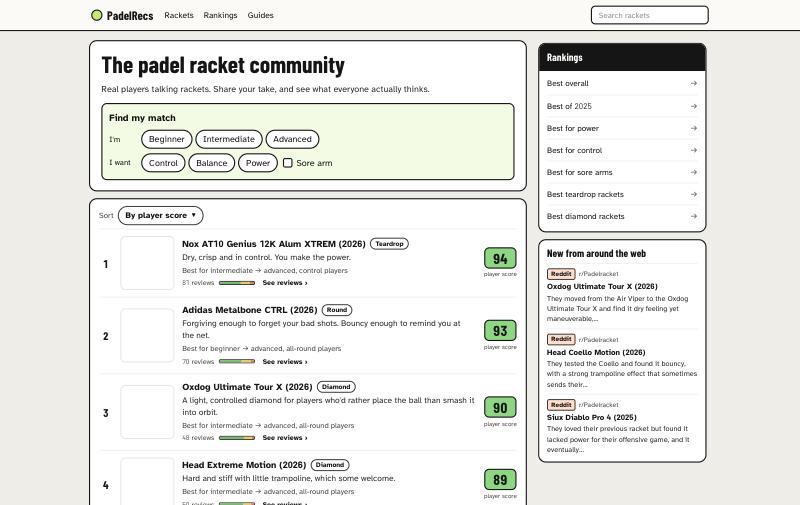 PadelRecs
Rackets
Rankings
Guides
Search rackets
The padel racket community
Real players talking rackets. Share your take, and see what everyone actually thinks.
Find my match
I'm
Beginner
Intermediate
Advanced
I want
Control
Balance
Power
Sore arm
Sort
By player score ▼
1
Nox AT10 Genius 12K Alum XTREM (2026)
Teardrop
Dry, crisp and in control. You make the power.
Best for intermediate → advanced, control players
81 reviews
See reviews ›
94
player score
2
Adidas Metalbone CTRL (2026)
Round
Forgiving enough to forget your bad shots. Bouncy enough to remind you at
the net.
Best for beginner → advanced, all-round players
70 reviews
See reviews ›
93
player score
3
Oxdog Ultimate Tour X (2026)
Diamond
A light, controlled diamond for players who'd rather place the ball than smash it
into orbit.
Best for intermediate → advanced, all-round players
48 reviews
See reviews ›
90
player score
4
Head Extreme Motion (2026)
Diamond
Hard and stiff with little trampoline, which some welcome.
Best for intermediate → advanced, all-round players
See reviews ›
89
player score
Rankings
Best overall →
Best of 2025 →
Best for power →
Best for control →
Best for sore arms →
Best teardrop rackets →
Best diamond rackets →
New from around the web
Reddit r/Padelracket
Oxdog Ultimate Tour X (2026)
They moved from the Air Viper to the Oxdog
Ultimate Tour X and find it dry feeling yet
maneuverable,...
Reddit r/Padelracket
Head Coello Motion (2026)
They tested the Coello and found it bouncy,
with a strong trampoline effect that sometimes
sends their...
Reddit r/Padelracket
Siux Diablo Pro 4 (2025)
They loved their previous racket but found it
lacked power for their offensive game, and it
eventually...